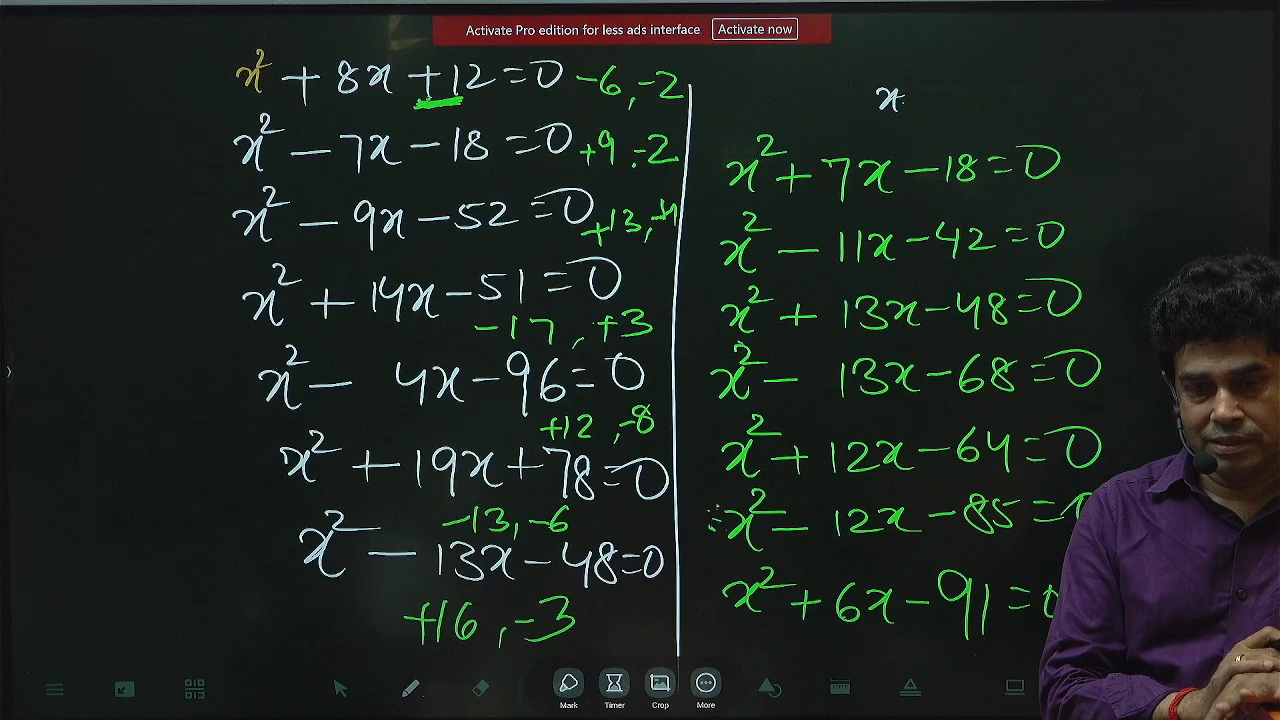 Activate Pro edition for less ads interface Activate now
x² + 8x + 12 = 0 -6, -2
x² - 7x - 18 = 0 +9, -2
x² - 9x - 52 = 0 +13, -4
x² + 14x - 51 = 0
-17, +3
x² - 4x - 96 = 0
+12, -8
x² + 19x + 78 = 0
-13, -6
x² - 13x - 48 = 0
+16, -3
x
x² + 7x - 18 = 0
x² - 11x - 42 = 0
x² + 13x - 48 = 0
x² - 13x - 68 = 0
x² + 12x - 64 = 0
x² - 12x - 85 = 0
x² + 6x - 91 = 0
Mark Timer Crop More